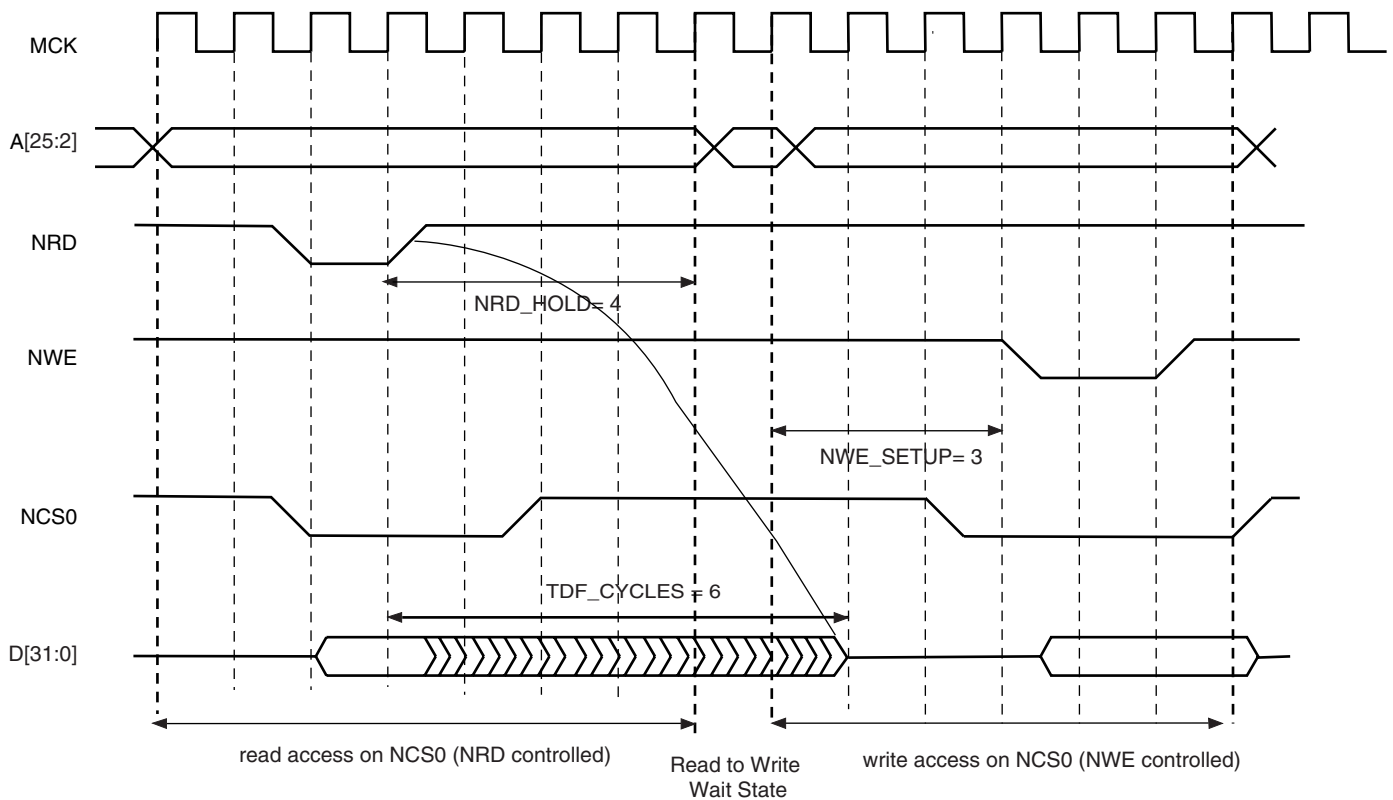 MCK
A[25:2]
NRD
NRD_HOLD= 4
NWE
NWE_SETUP= 3
NCS0
TDF_CYCLES = 6
D[31:0]
read access on NCS0 (NRD controlled)
Read to Write
Wait State
write access on NCS0 (NWE controlled)